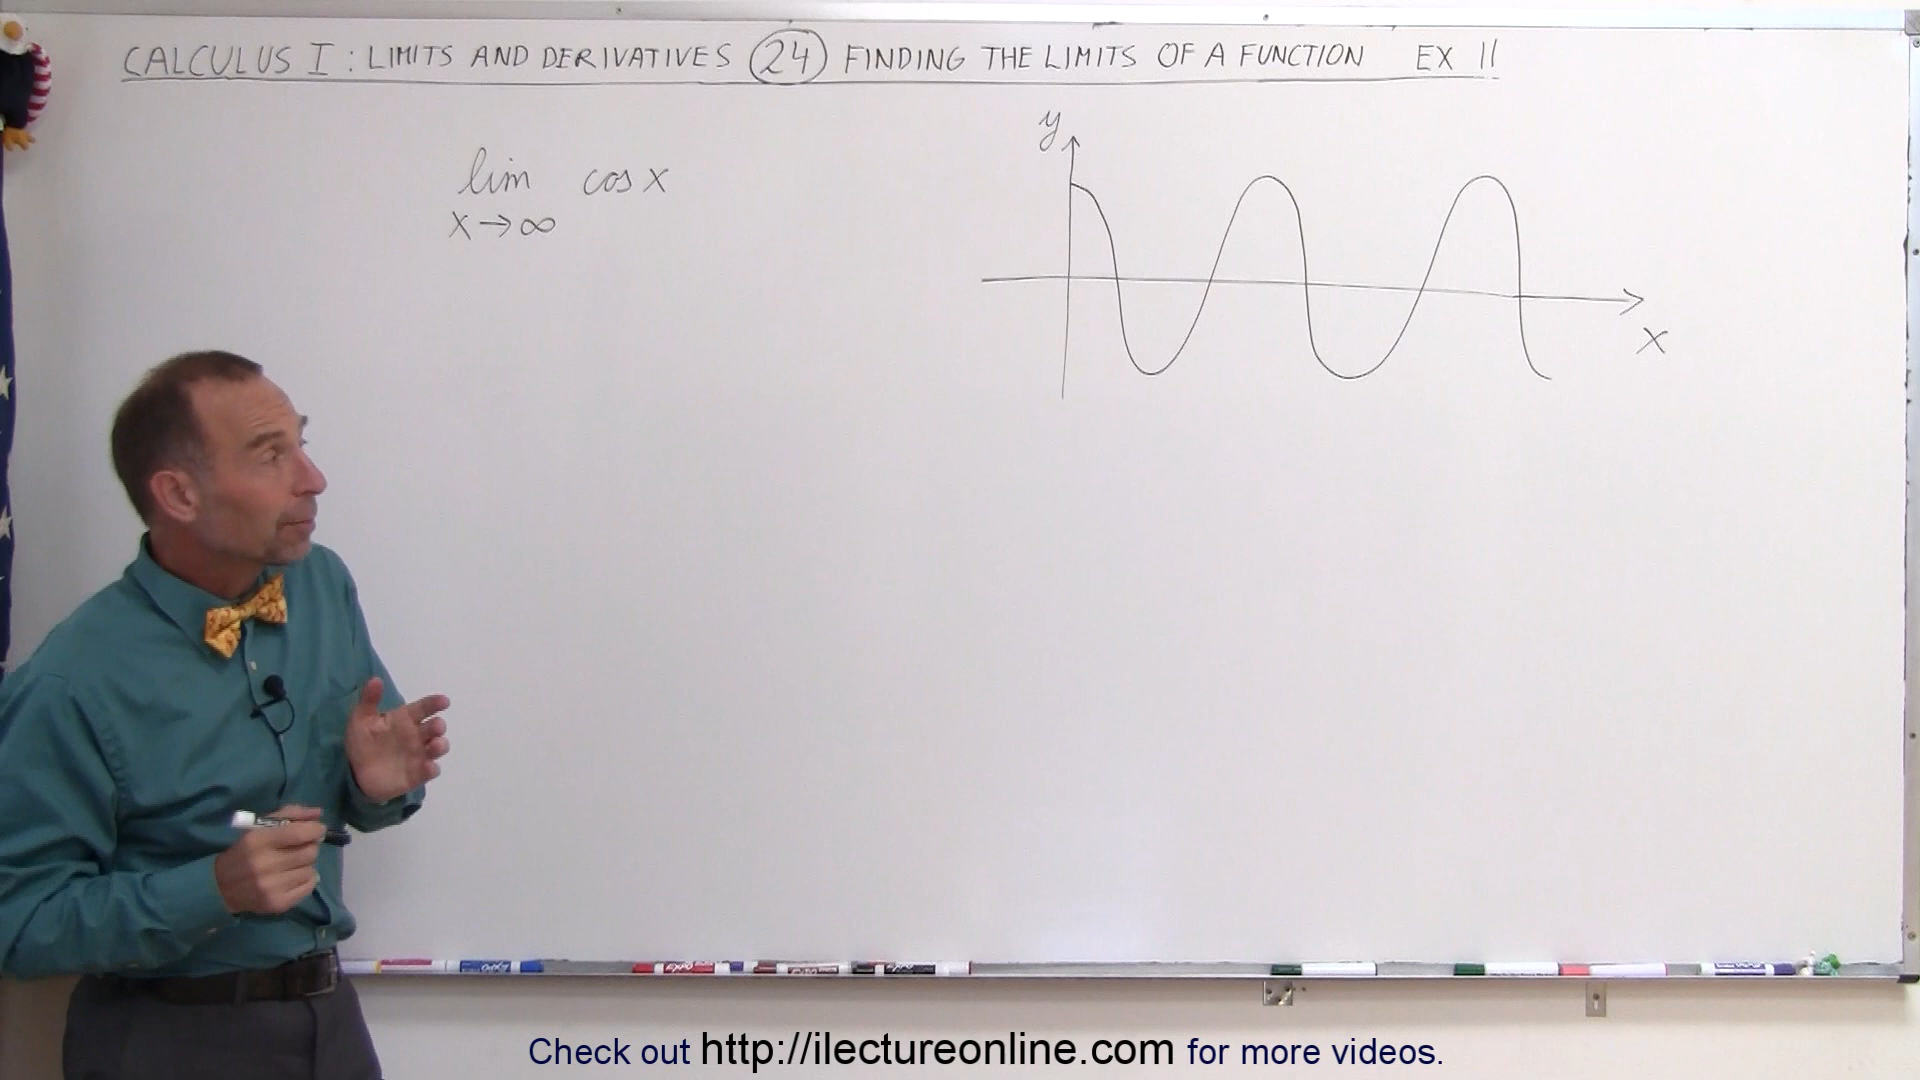 CALCULUS I : LIMITS AND DERIVATIVES 24 FINDING THE LIMITS OF A FUNCTION EX 11
lim cos x
x → ∞
y
x
Check out http://ilectureonline.com for more videos.